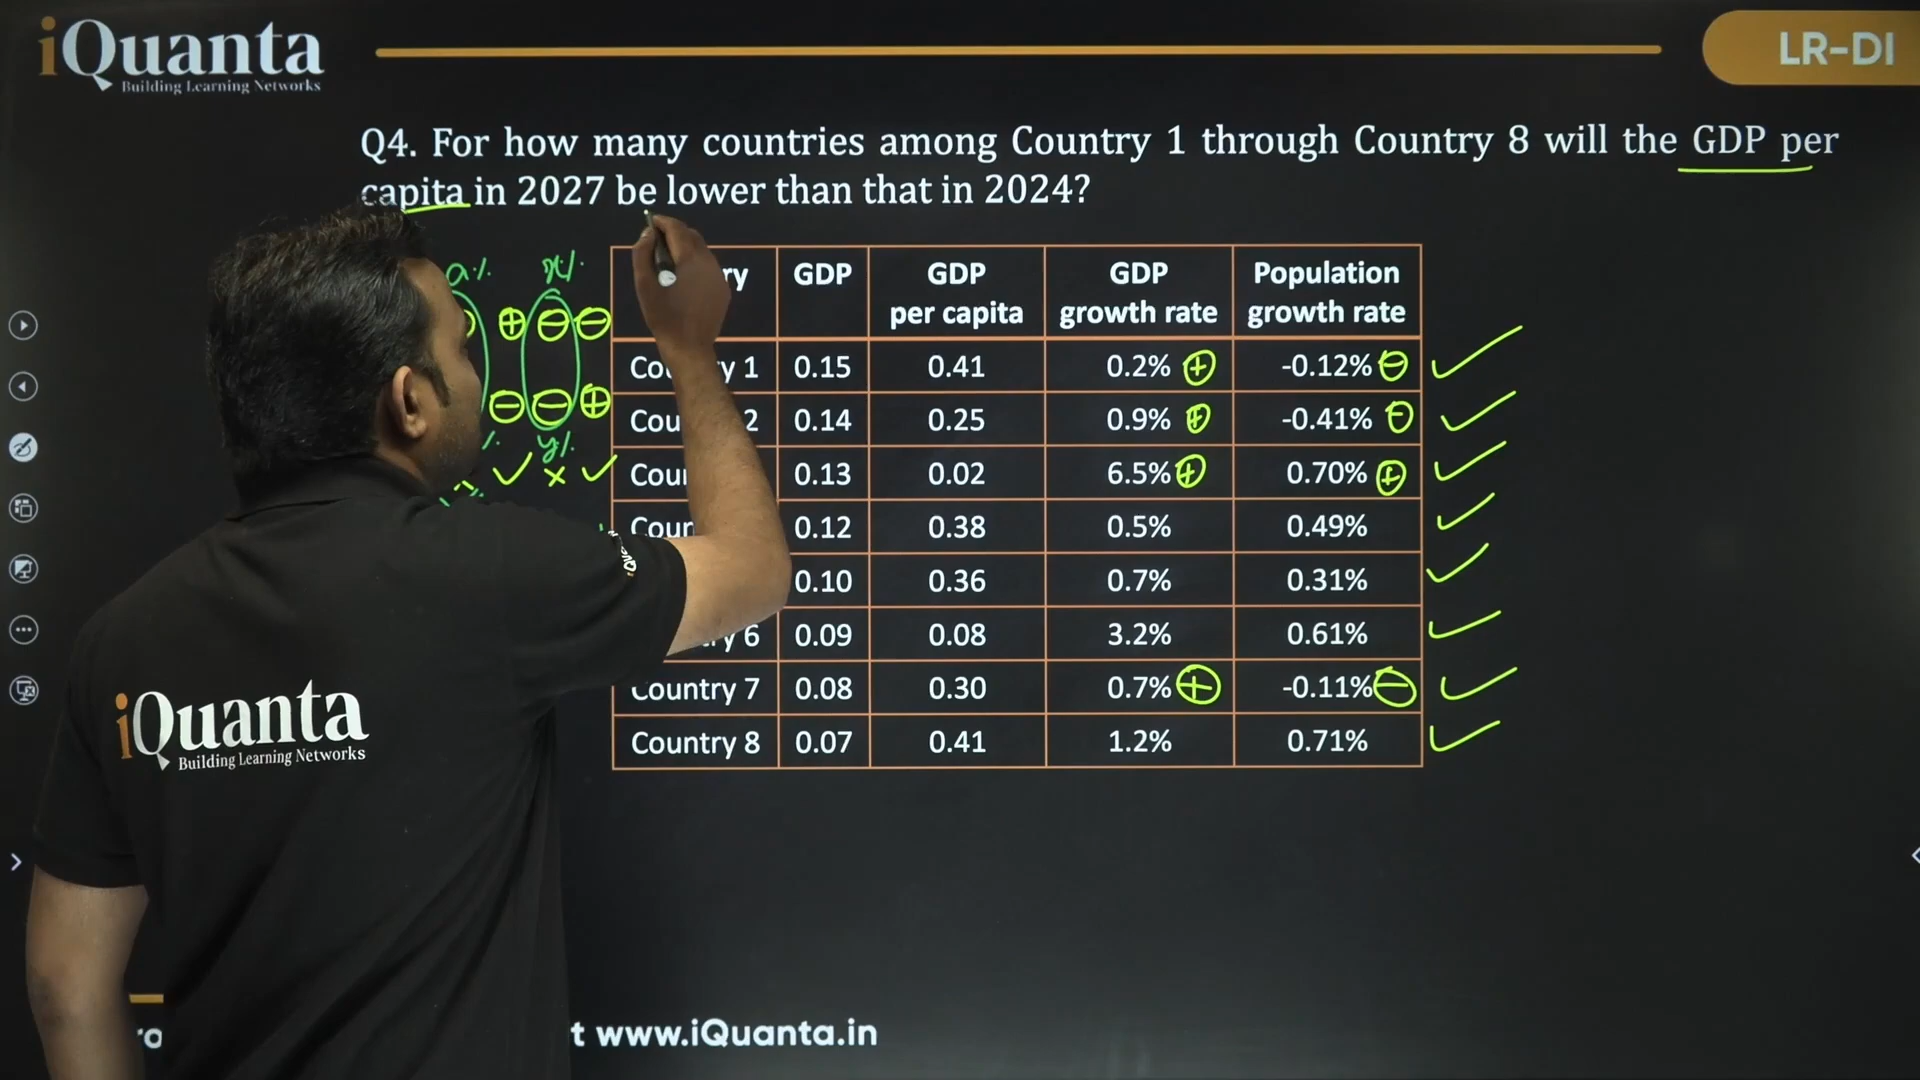 iQuanta
Building Learning Networks
LR-DI
Q4. For how many countries among Country 1 through Country 8 will the GDP per
capita in 2027 be lower than that in 2024?
a% x%
GDP GDP per capita GDP growth rate Population growth rate
0.15 0.41 0.2% + -0.12% -
0.14 0.25 0.9% + -0.41% -
0.13 0.02 6.5% + 0.70% +
0.12 0.38 0.5% 0.49%
0.10 0.36 0.7% 0.31%
0.09 0.08 3.2% 0.61%
Country 7 0.08 0.30 0.7% + -0.11% -
Country 8 0.07 0.41 1.2% 0.71%
y%
iQuanta
Building Learning Networks
www.iQuanta.in